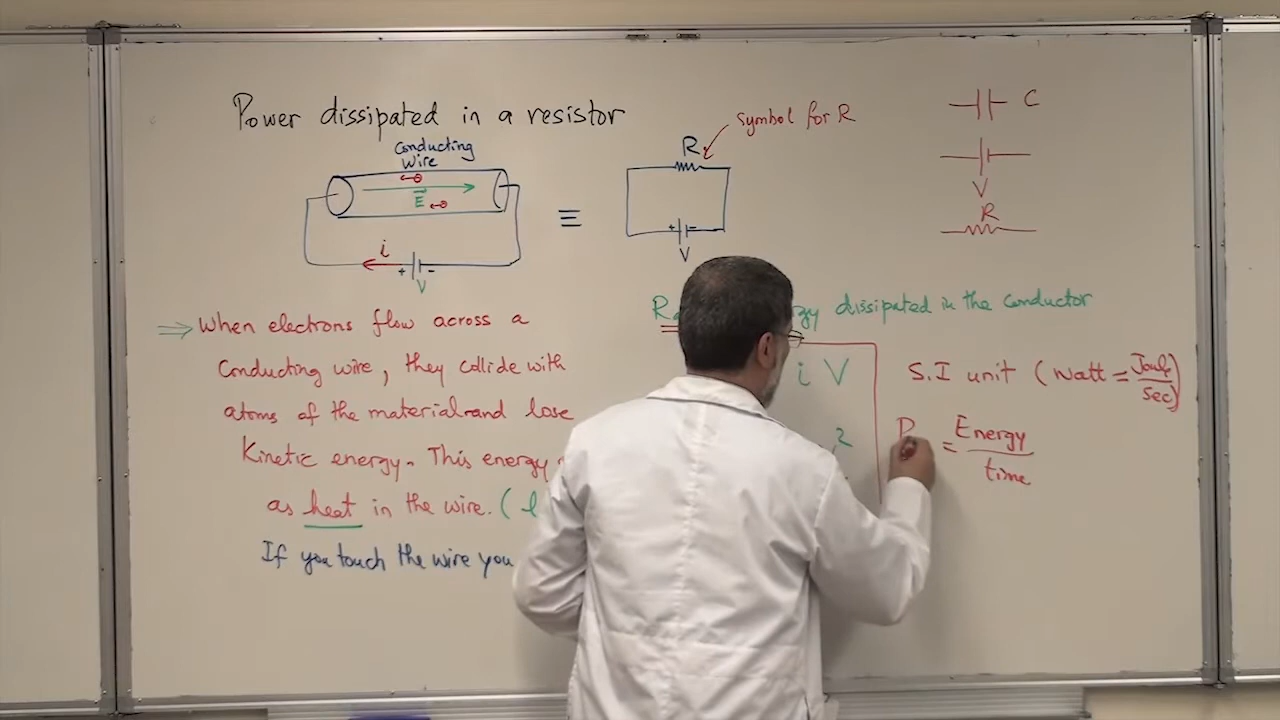 Power dissipated in a resistor
Conducting
wire
E
i
+ -
V
≡
R
symbol for R
+ -
V
C
V
R
⇒ When electrons flow across a
Conducting wire, they collide with
atoms of the material and lose
Kinetic energy. This energy
as heat in the wire. (
If you touch the wire you
dissipated in the conductor
i V
2
S.I unit (Watt = Joule/Sec)
= Energy/time